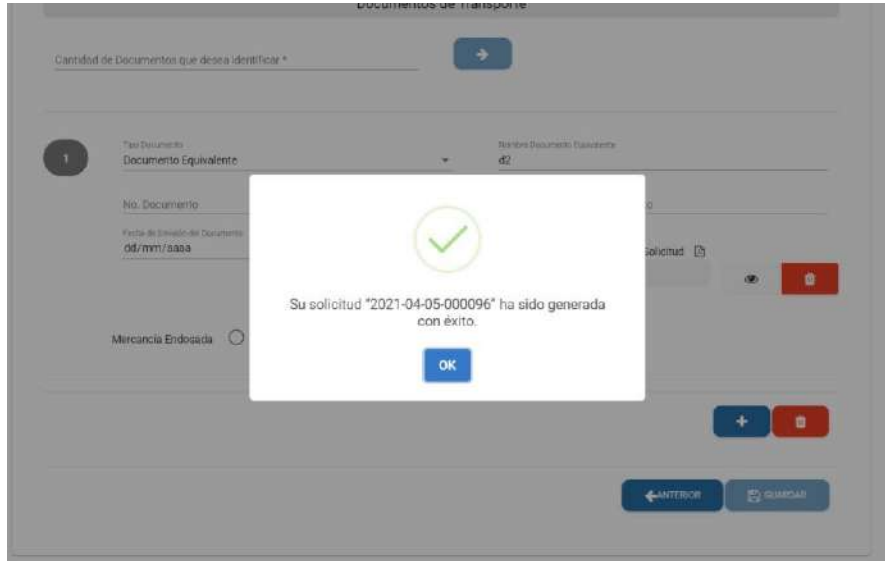 Documentos de Transporte
Cantidad de Documentos que desea identificar *
1
Tipo Documento
Documento Equivalente
Nombre Documento Equivalente
d2
No. Documento
Fecha de Emisión del Documento
dd/mm/aaaa
Solicitud
Su solicitud "2021-04-05-000096" ha sido generada
con éxito.
OK
Mercancía Endosada
ANTERIOR
GUARDAR